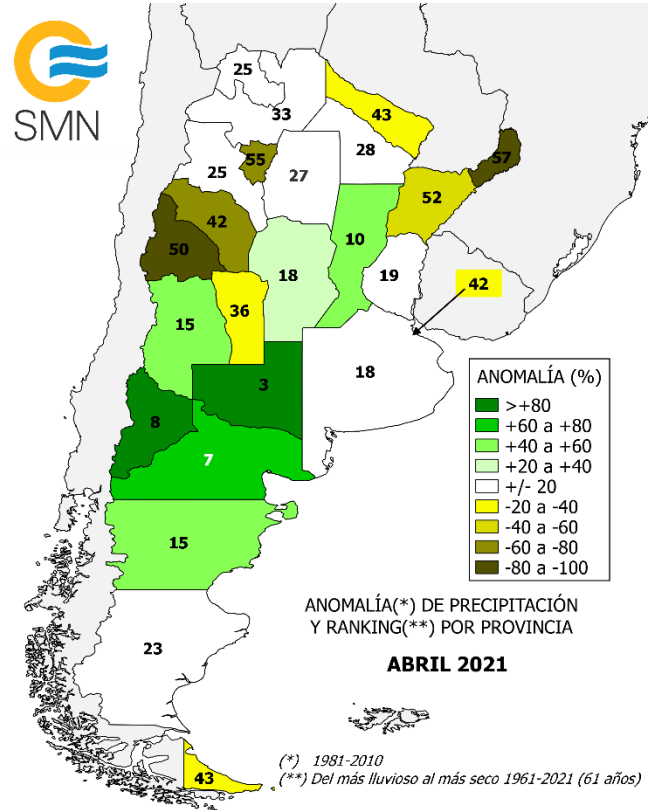 SMN
25
33
43
28
55
25
27
57
52
42
10
50
18
19
42
36
15
18
3
8
7
15
23
43
ANOMALÍA (%)
>+80
+60 a +80
+40 a +60
+20 a +40
+/- 20
-20 a -40
-40 a -60
-60 a -80
-80 a -100
ANOMALÍA(*) DE PRECIPITACIÓN
Y RANKING(**) POR PROVINCIA
ABRIL 2021
(*) 1981-2010
(**) Del más lluvioso al más seco 1961-2021 (61 años)